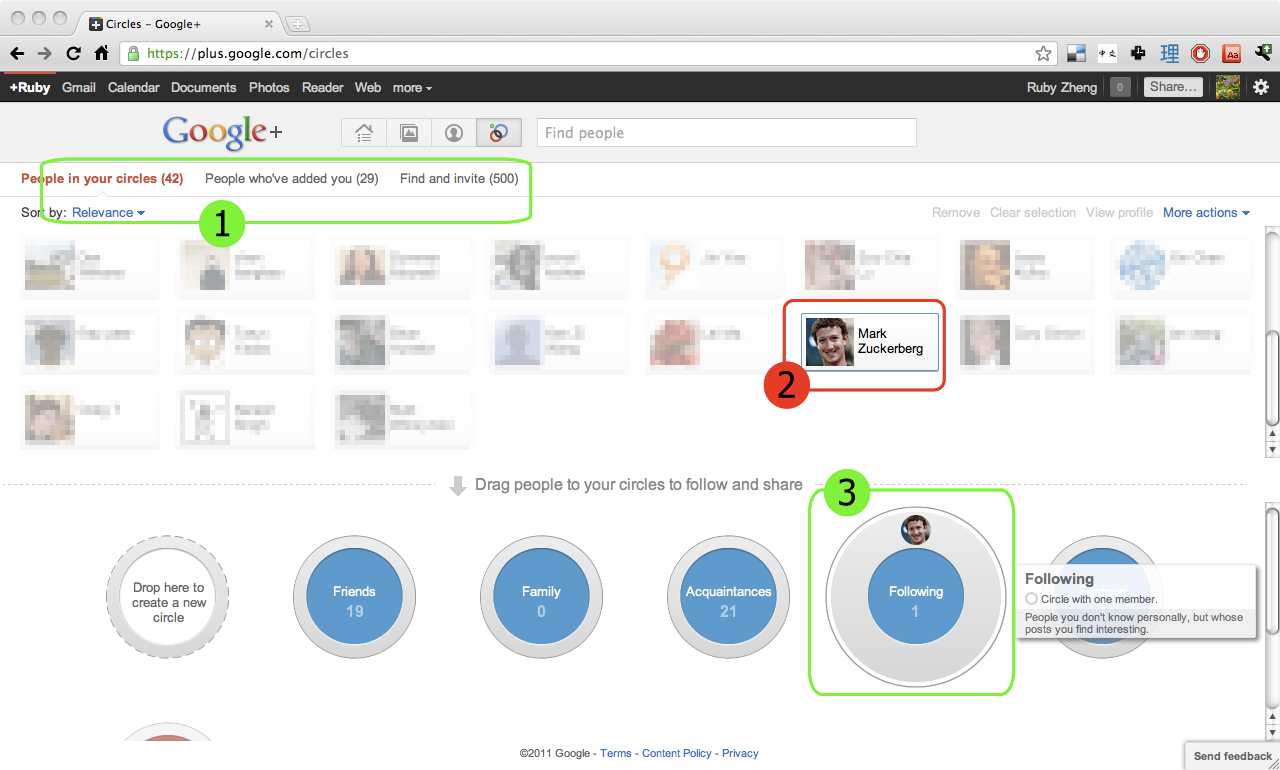 Circles – Google+
https://plus.google.com/circles
+Ruby Gmail Calendar Documents Photos Reader Web more
Ruby Zheng 0 Share…
Google+
Find people
People in your circles (42) People who've added you (29) Find and invite (500)
1
Sort by: Relevance
Remove Clear selection View profile More actions
Mark
Zuckerberg
2
Drag people to your circles to follow and share
3
Drop here to
create a new
circle
Friends
19
Family
0
Acquaintances
21
Following
1
Following
Circle with one member.
People you don't know personally, but whose
posts you find interesting.
©2011 Google - Terms - Content Policy - Privacy
Send feedback